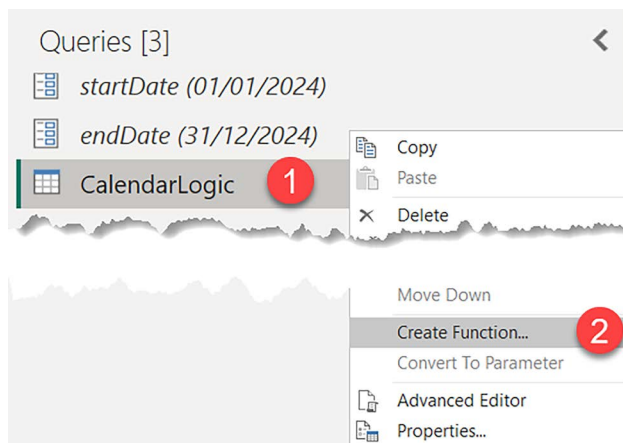 Queries [3]
startDate (01/01/2024)
endDate (31/12/2024)
CalendarLogic
1
Copy
Paste
Delete
Move Down
Create Function...
2
Convert To Parameter
Advanced Editor
Properties...